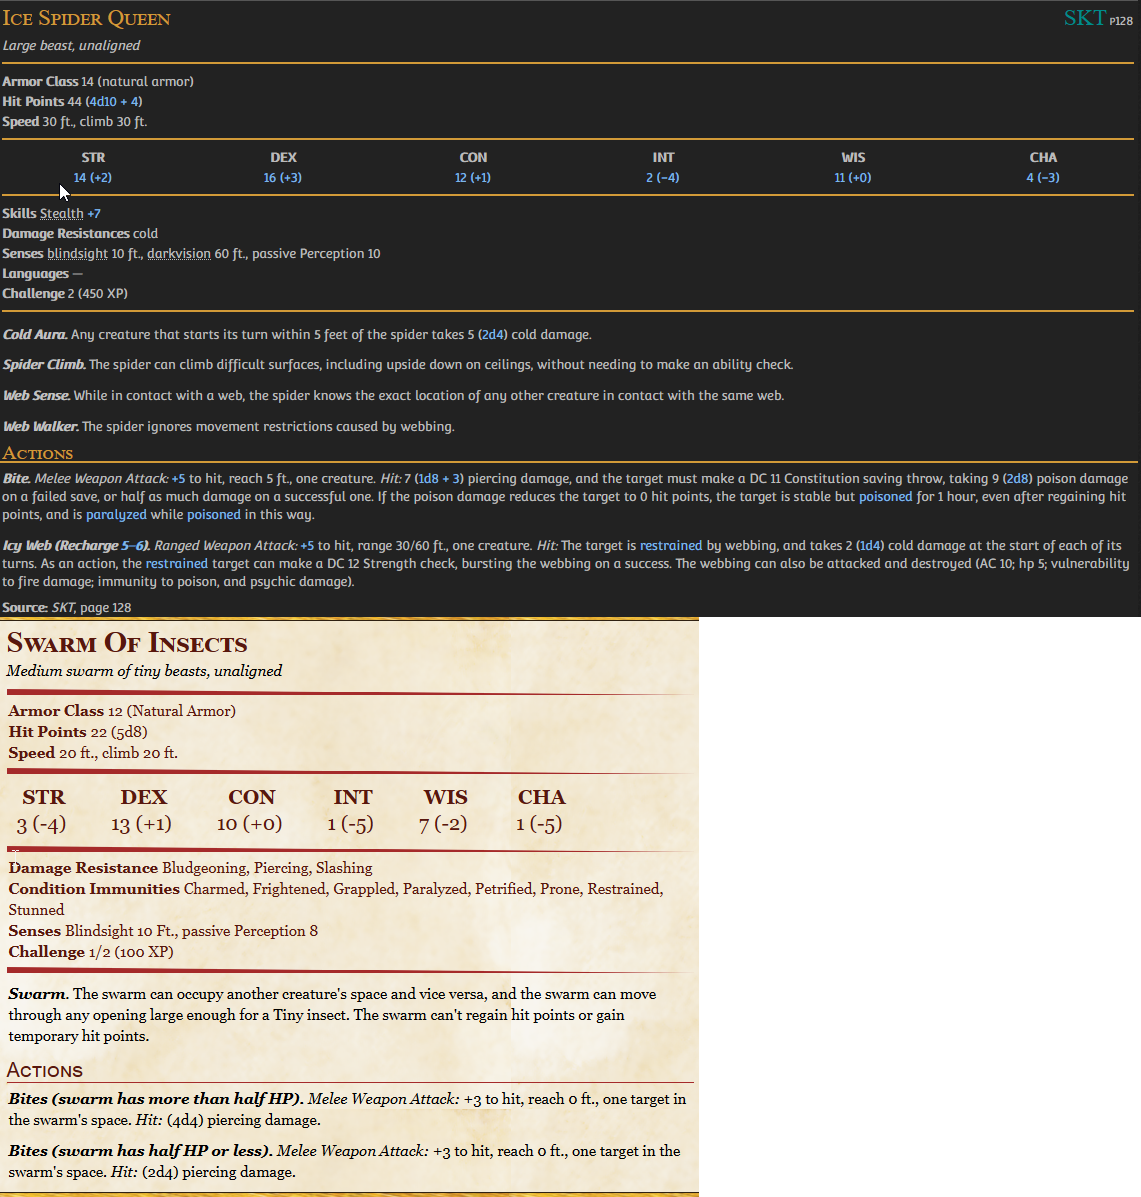 Ice Spider Queen SKT P128
Large beast, unaligned
Armor Class 14 (natural armor)
Hit Points 44 (4d10 + 4)
Speed 30 ft., climb 30 ft.
STR DEX CON INT WIS CHA
14 (+2) 16 (+3) 12 (+1) 2 (−4) 11 (+0) 4 (−3)
Skills Stealth +7
Damage Resistances cold
Senses blindsight 10 ft., darkvision 60 ft., passive Perception 10
Languages —
Challenge 2 (450 XP)
Cold Aura. Any creature that starts its turn within 5 feet of the spider takes 5 (2d4) cold damage.
Spider Climb. The spider can climb difficult surfaces, including upside down on ceilings, without needing to make an ability check.
Web Sense. While in contact with a web, the spider knows the exact location of any other creature in contact with the same web.
Web Walker. The spider ignores movement restrictions caused by webbing.
Actions
Bite. Melee Weapon Attack: +5 to hit, reach 5 ft., one creature. Hit: 7 (1d8 + 3) piercing damage, and the target must make a DC 11 Constitution saving throw, taking 9 (2d8) poison damage
on a failed save, or half as much damage on a successful one. If the poison damage reduces the target to 0 hit points, the target is stable but poisoned for 1 hour, even after regaining hit
points, and is paralyzed while poisoned in this way.
Icy Web (Recharge 5–6). Ranged Weapon Attack: +5 to hit, range 30/60 ft., one creature. Hit: The target is restrained by webbing, and takes 2 (1d4) cold damage at the start of each of its
turns. As an action, the restrained target can make a DC 12 Strength check, bursting the webbing on a success. The webbing can also be attacked and destroyed (AC 10; hp 5; vulnerability
to fire damage; immunity to poison, and psychic damage).
Source: SKT, page 128
Swarm Of Insects
Medium swarm of tiny beasts, unaligned
Armor Class 12 (Natural Armor)
Hit Points 22 (5d8)
Speed 20 ft., climb 20 ft.
STR DEX CON INT WIS CHA
3 (-4) 13 (+1) 10 (+0) 1 (-5) 7 (-2) 1 (-5)
Damage Resistance Bludgeoning, Piercing, Slashing
Condition Immunities Charmed, Frightened, Grappled, Paralyzed, Petrified, Prone, Restrained,
Stunned
Senses Blindsight 10 Ft., passive Perception 8
Challenge 1/2 (100 XP)
Swarm. The swarm can occupy another creature's space and vice versa, and the swarm can move
through any opening large enough for a Tiny insect. The swarm can't regain hit points or gain
temporary hit points.
Actions
Bites (swarm has more than half HP). Melee Weapon Attack: +3 to hit, reach 0 ft., one target in
the swarm's space. Hit: (4d4) piercing damage.
Bites (swarm has half HP or less). Melee Weapon Attack: +3 to hit, reach 0 ft., one target in the
swarm's space. Hit: (2d4) piercing damage.